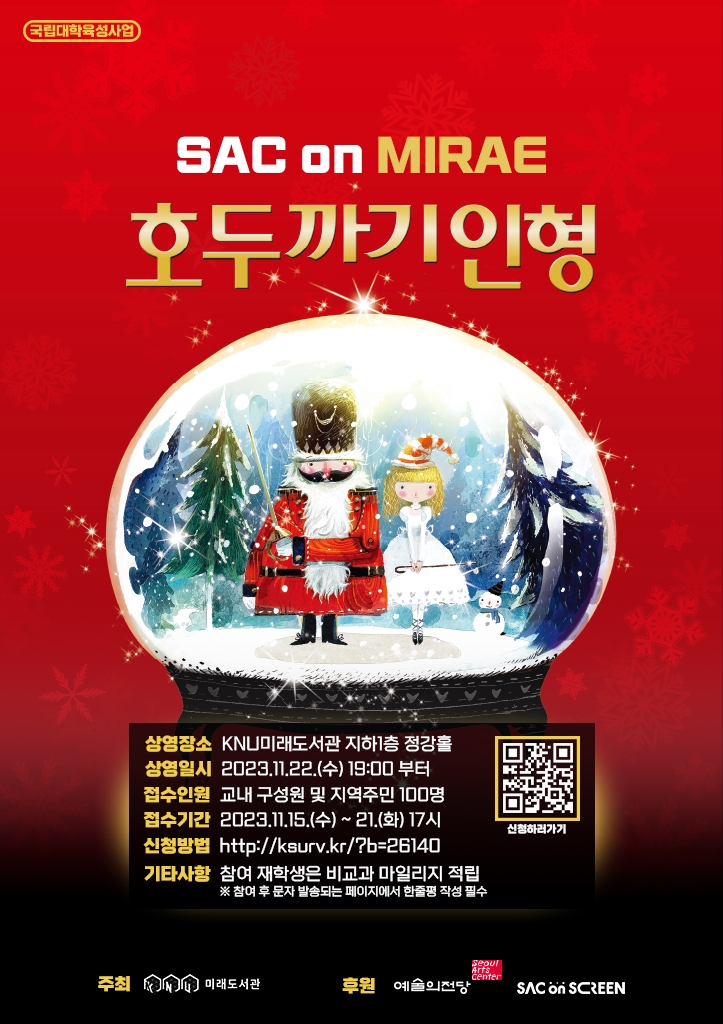 국립대학육성사업
SAC on MIRAE
호두까기인형
상영장소 KNU미래도서관 지하1층 정강홀
상영일시 2023.11.22.(수) 19:00 부터
접수인원 교내 구성원 및 지역주민 100명
접수기간 2023.11.15.(수) ~ 21.(화) 17시
신청방법 http://ksurv.kr/?b=26140
기타사항 참여 재학생은 비교과 마일리지 적립
※ 참여 후 문자 발송되는 페이지에서 한줄평 작성 필수
신청하러가기
주최 KNU 미래도서관
후원 예술의전당 Seoul Arts Center SAC on SCREEN